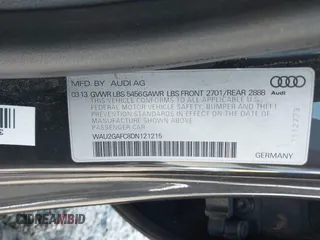 MFD. BY AUDI AG
03 13 GVWR LBS 5456 GAWR LBS FRONT 2701/REAR 2888
THIS VEHICLE CONFORMS TO ALL APPLICABLE
FEDERAL MOTOR VEHICLE SAFETY, BUMPER AND THEFT
PREVENTION STANDARDS IN EFFECT ON THE DATE
OF MANUFACTURE SHOWN ABOVE.
PASSENGER CAR
Audi
GERMANY
IDREAMBID